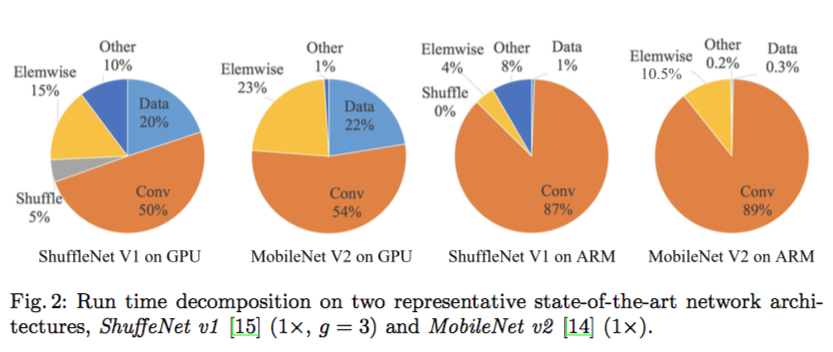 Other
10%
Elemwise
15%
Data
20%
Shuffle
5%
Conv
50%
ShuffleNet V1 on GPU
Other
1%
Elemwise
23%
Data
22%
Conv
54%
MobileNet V2 on GPU
Elemwise
4%
Other
8%
Data
1%
Shuffle
0%
Conv
87%
ShuffleNet V1 on ARM
Other
0.2%
Elemwise
10.5%
Data
0.3%
Conv
89%
MobileNet V2 on ARM
Fig. 2: Run time decomposition on two representative state-of-the-art network archi-
tectures, ShuffeNet v1 [15] (1×, g = 3) and MobileNet v2 [14] (1×).